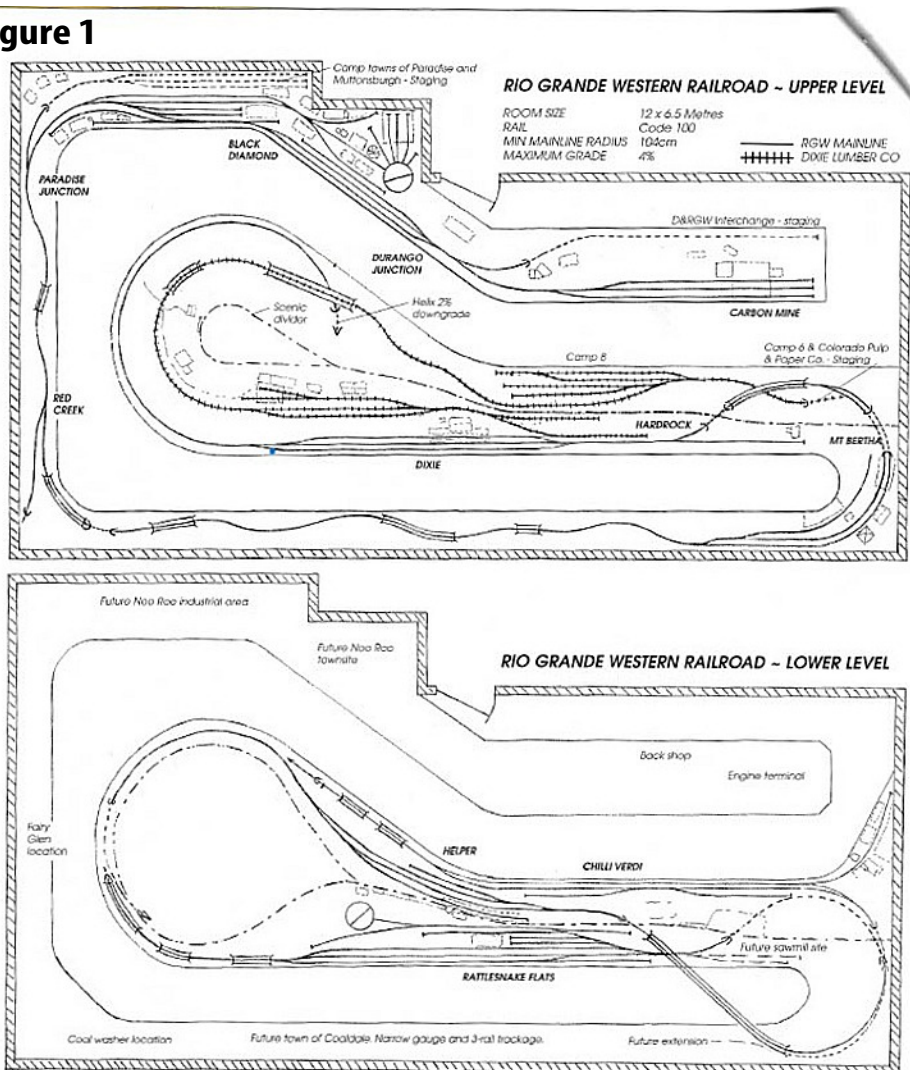 gure 1
Camp towns of Paradise and
Muttonsburgh - Staging
RIO GRANDE WESTERN RAILROAD ~ UPPER LEVEL
ROOM SIZE 12 x 6.5 Metres
RAIL Code 100
MIN MAINLINE RADIUS 104cm
MAXIMUM GRADE 4%
RGW MAINLINE
DIXIE LUMBER CO
BLACK
DIAMOND
PARADISE
JUNCTION
D&RGW Interchange - staging
DURANGO
JUNCTION
CARBON MINE
Scenic
divider
Helix 2%
downgrade
Camp 8
Camp 6 & Colorado Pulp
& Paper Co. - Staging
RED
CREEK
HARDROCK
MT BERTHA
DIXIE
Future Noo Roo industrial area
Future Noo Roo
townsite
RIO GRANDE WESTERN RAILROAD ~ LOWER LEVEL
Back shop
Engine terminal
Fairy
Glen
location
HELPER
CHILLI VERDI
Future sawmill site
RATTLESNAKE FLATS
Coal washer location
Future town of Coaldale. Narrow gauge and 3-rail trackage.
Future extension